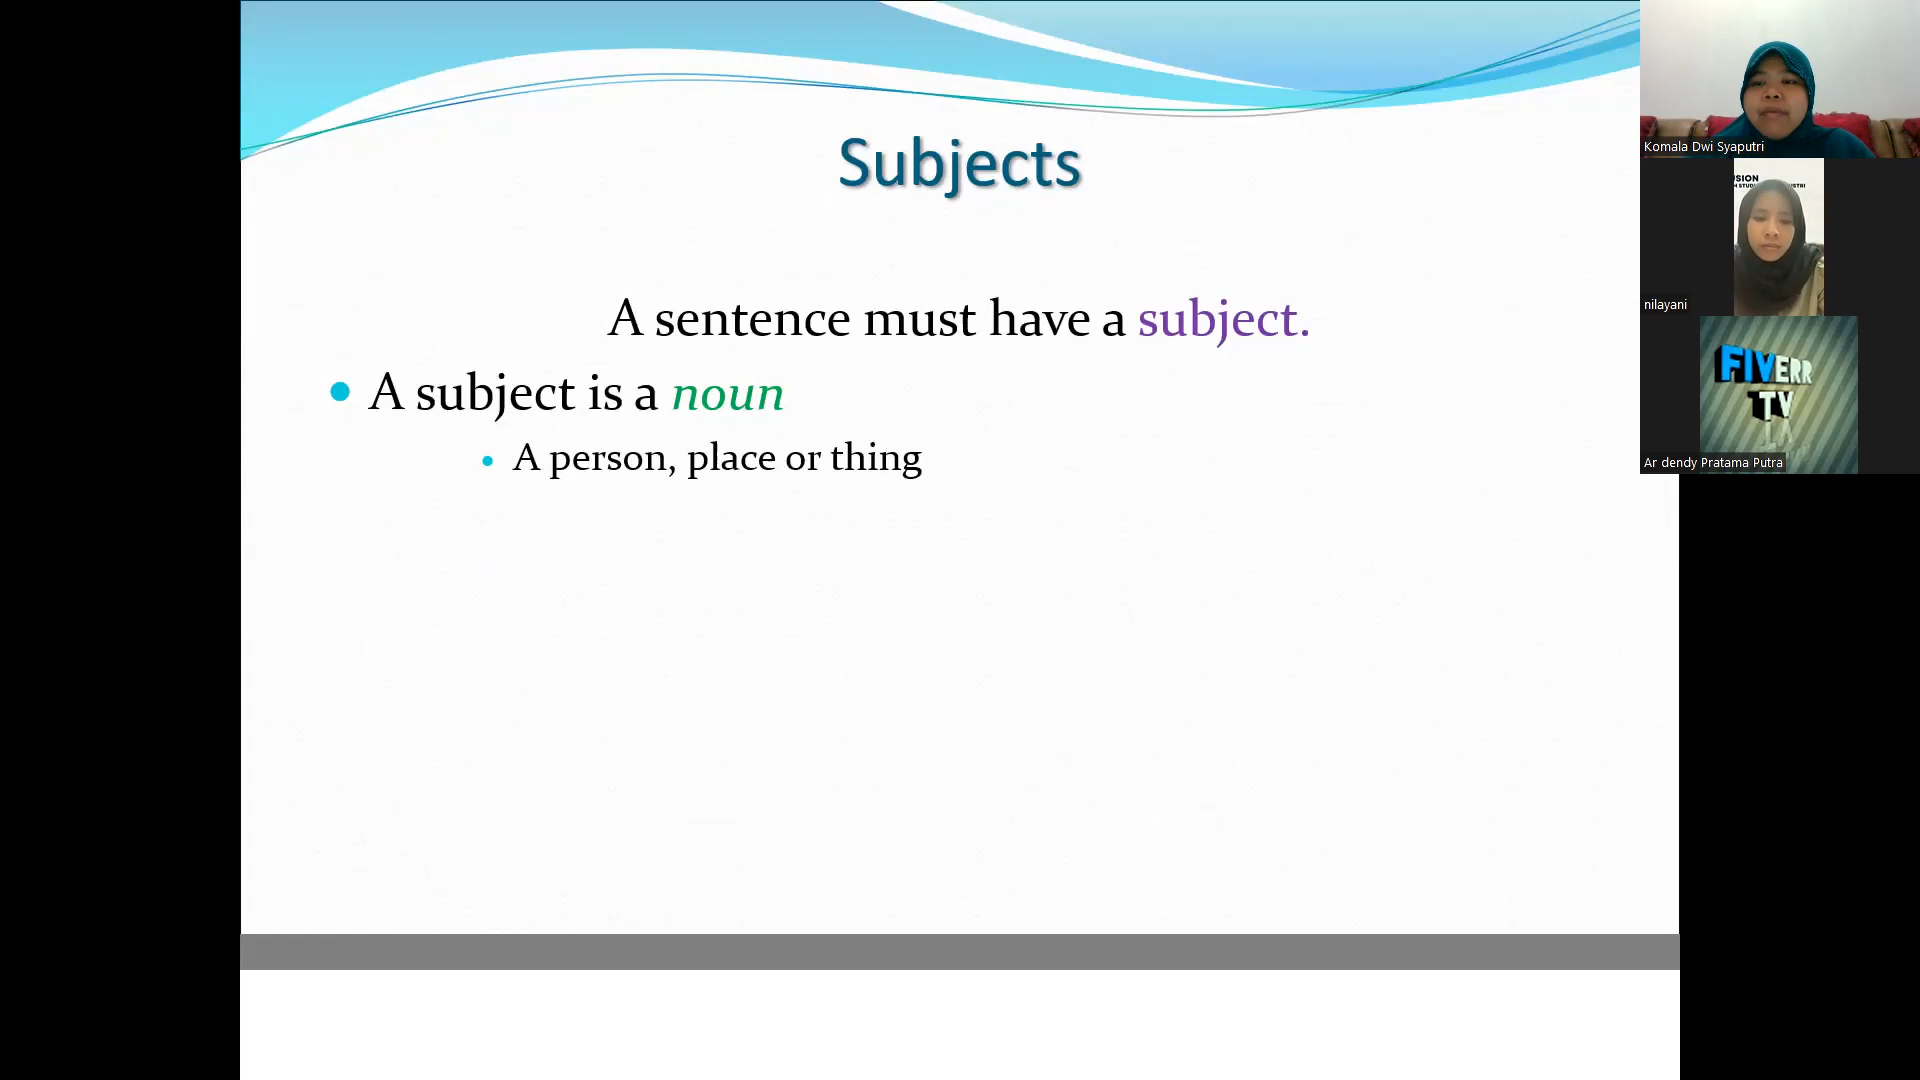 Subjects
A sentence must have a subject.
A subject is a noun
A person, place or thing
Komala Dwi Syaputri
USION
nilayani
FIVERR
TV
Ar dendy Pratama Putra